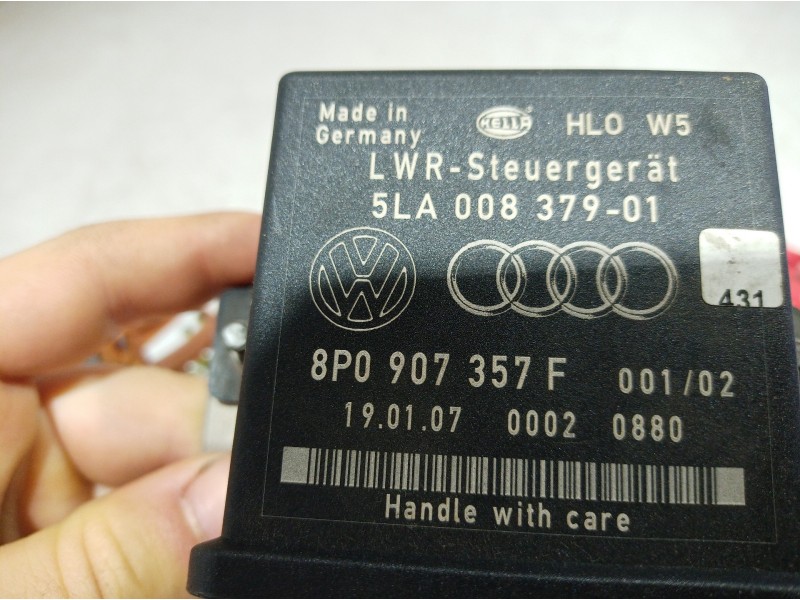 Made in
Germany
HELLA
HLO W5
LWR-Steuergerät
5LA 008 379-01
VW
431
8P0 907 357 F 001/02
19.01.07 0002 0880
Handle with care